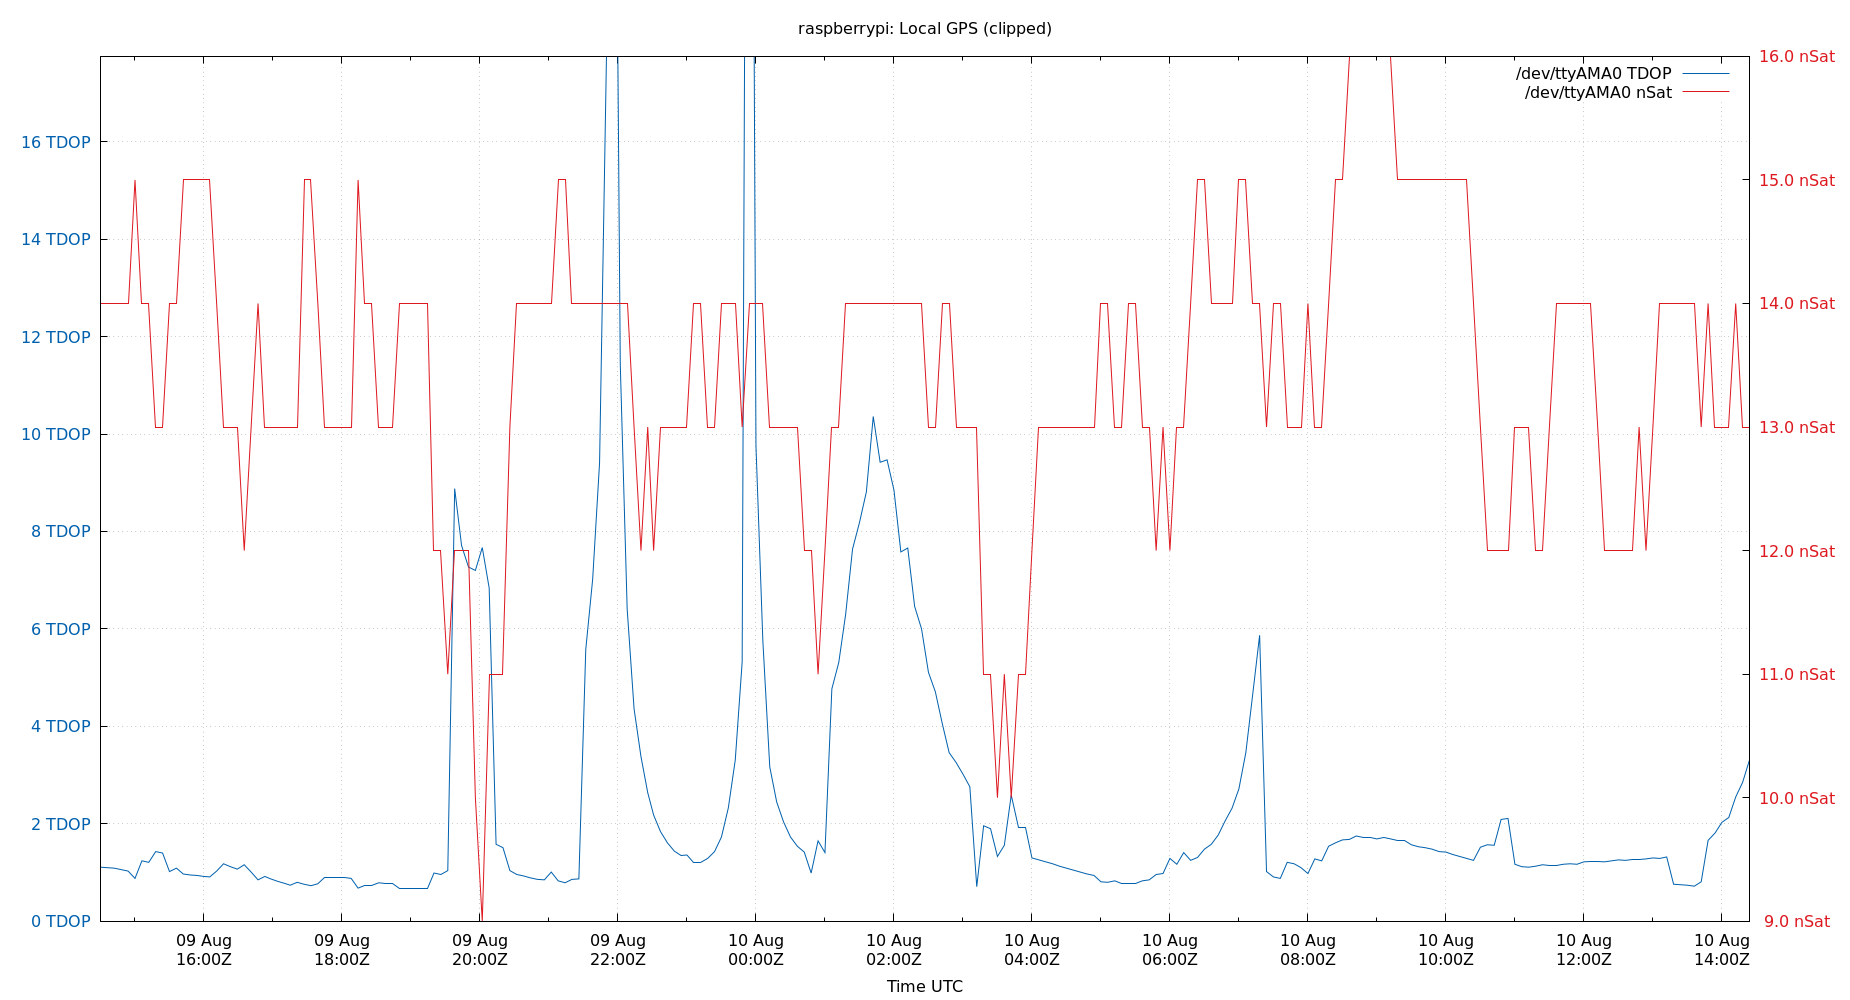 raspberrypi: Local GPS (clipped)
/dev/ttyAMA0 TDOP
/dev/ttyAMA0 nSat
16 TDOP
14 TDOP
12 TDOP
10 TDOP
8 TDOP
6 TDOP
4 TDOP
2 TDOP
0 TDOP
16.0 nSat
15.0 nSat
14.0 nSat
13.0 nSat
12.0 nSat
11.0 nSat
10.0 nSat
9.0 nSat
09 Aug
16:00Z
09 Aug
18:00Z
09 Aug
20:00Z
09 Aug
22:00Z
10 Aug
00:00Z
10 Aug
02:00Z
10 Aug
04:00Z
10 Aug
06:00Z
10 Aug
08:00Z
10 Aug
10:00Z
10 Aug
12:00Z
10 Aug
14:00Z
Time UTC